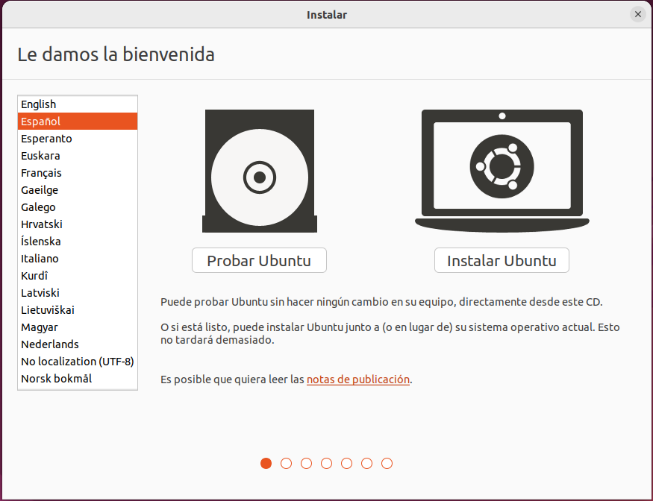 Instalar
Le damos la bienvenida
English
Español
Esperanto
Euskara
Français
Gaeilge
Galego
Hrvatski
Íslenska
Italiano
Kurdî
Latviski
Lietuviškai
Magyar
Nederlands
No localization (UTF-8)
Norsk bokmål
Probar Ubuntu
Instalar Ubuntu
Puede probar Ubuntu sin hacer ningún cambio en su equipo, directamente desde este CD.
O si está listo, puede instalar Ubuntu junto a (o en lugar de) su sistema operativo actual. Esto
no tardará demasiado.
Es posible que quiera leer las notas de publicación.